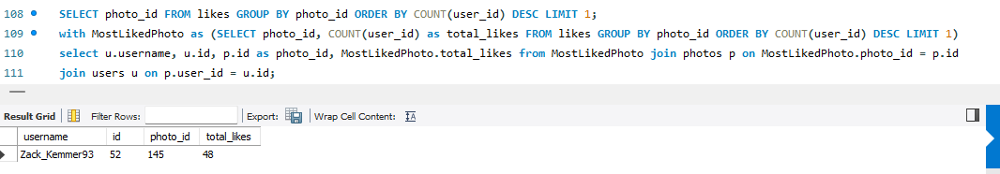 108 SELECT photo_id FROM likes GROUP BY photo_id ORDER BY COUNT(user_id) DESC LIMIT 1;
109 with MostLikedPhoto as (SELECT photo_id, COUNT(user_id) as total_likes FROM likes GROUP BY photo_id ORDER BY COUNT(user_id) DESC LIMIT 1)
110 select u.username, u.id, p.id as photo_id, MostLikedPhoto.total_likes from MostLikedPhoto join photos p on MostLikedPhoto.photo_id = p.id
111 join users u on p.user_id = u.id;
Result Grid Filter Rows: Export: Wrap Cell Content:
username id photo_id total_likes
Zack_Kemmer93 52 145 48